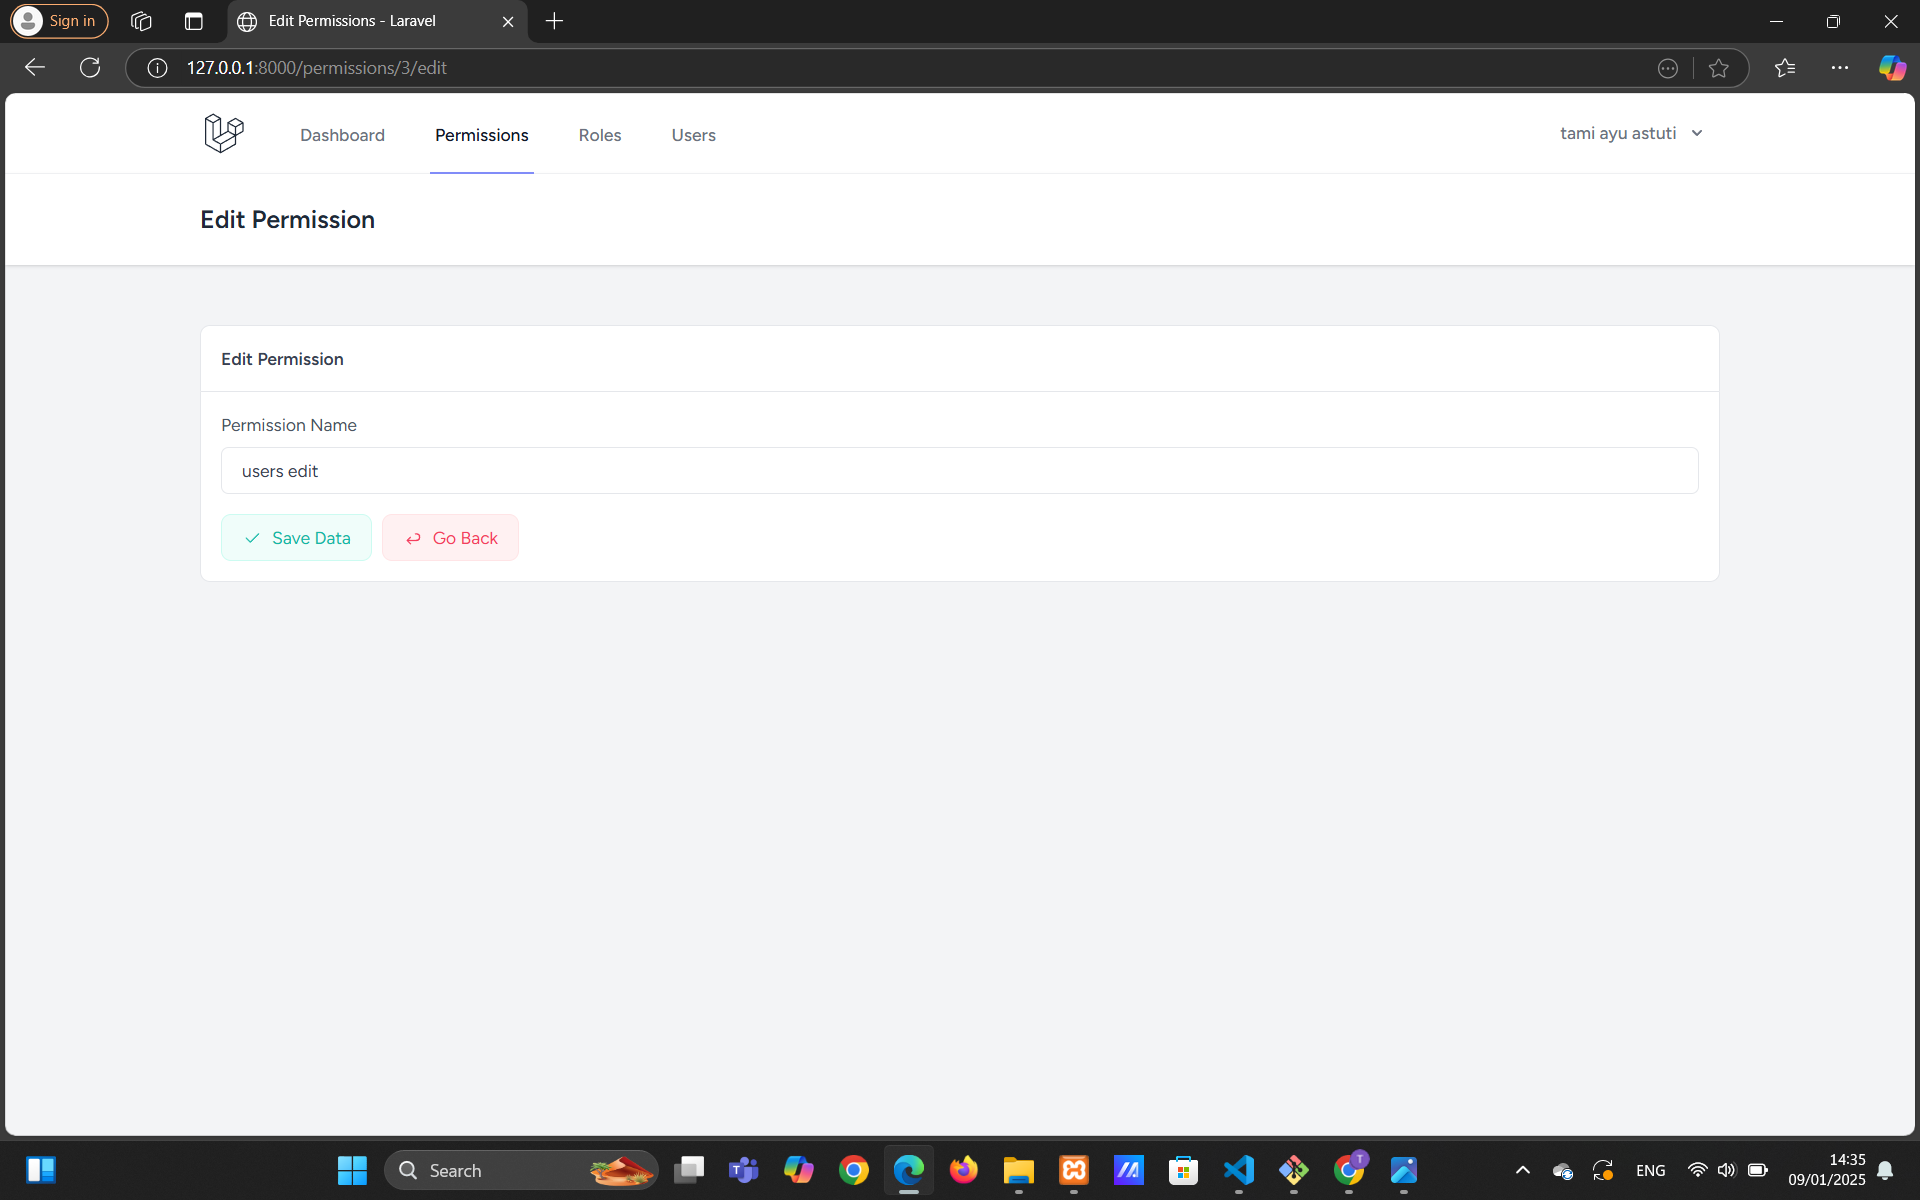 Sign in
Edit Permissions - Laravel
127.0.0.1:8000/permissions/3/edit
Dashboard Permissions Roles Users tami ayu astuti
Edit Permission
Edit Permission
Permission Name
users edit
Save Data Go Back
Search
ENG
14:35
09/01/2025